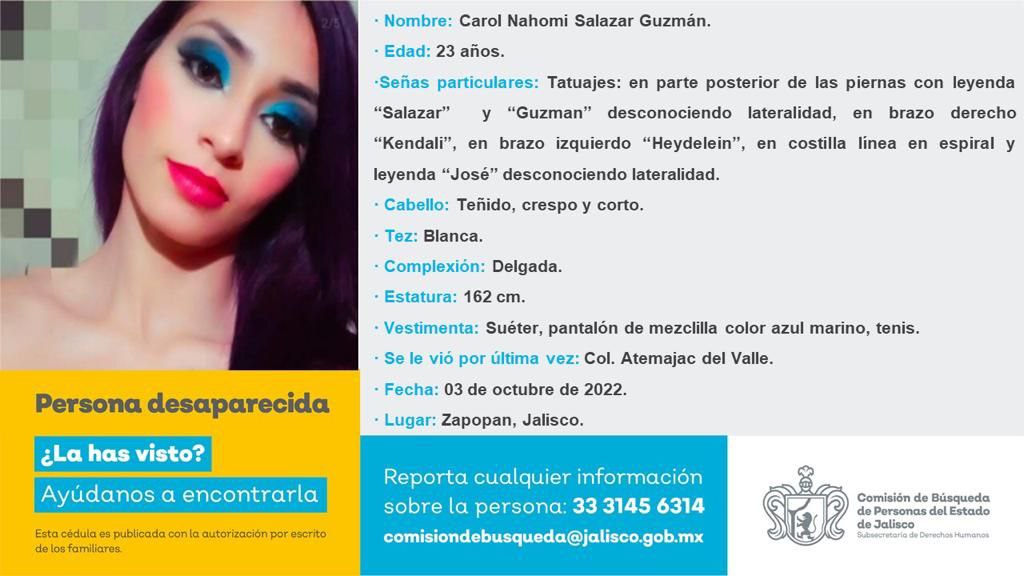 2/5
· Nombre: Carol Nahomi Salazar Guzmán.
· Edad: 23 años.
·Señas particulares: Tatuajes: en parte posterior de las piernas con leyenda
“Salazar” y “Guzman” desconociendo lateralidad, en brazo derecho
“Kendali”, en brazo izquierdo “Heydelein”, en costilla línea en espiral y
leyenda “José” desconociendo lateralidad.
· Cabello: Teñido, crespo y corto.
· Tez: Blanca.
· Complexión: Delgada.
· Estatura: 162 cm.
· Vestimenta: Suéter, pantalón de mezclilla color azul marino, tenis.
· Se le vió por última vez: Col. Atemajac del Valle.
· Fecha: 03 de octubre de 2022.
· Lugar: Zapopan, Jalisco.
Persona desaparecida
¿La has visto?
Ayúdanos a encontrarla
Esta cédula es publicada con la autorización por escrito
de los familiares.
Reporta cualquier información
sobre la persona: 33 3145 6314
comisiondebusqueda@jalisco.gob.mx
Comisión de Búsqueda
de Personas del Estado
de Jalisco
Subsecretaría de Derechos Humanos